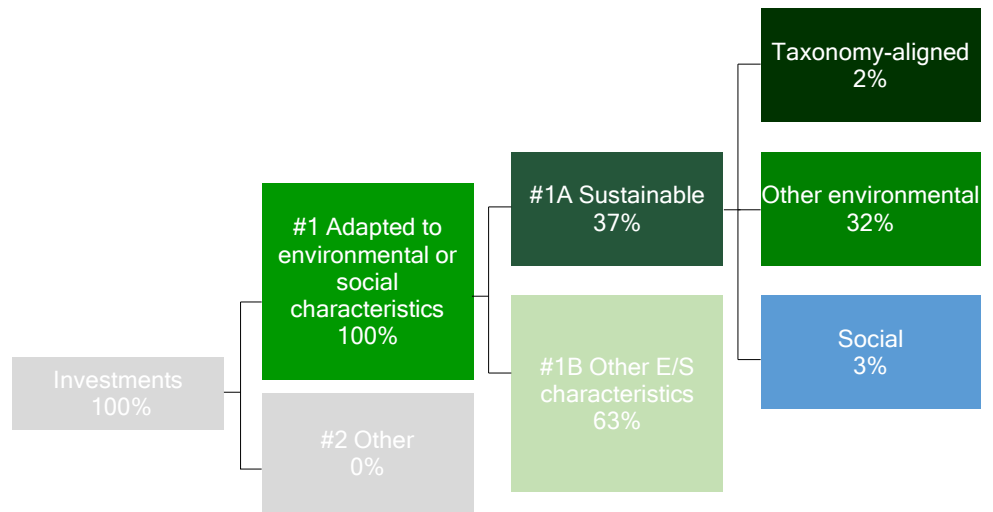 Investments
100%
#1 Adapted to
environmental or
social
characteristics
100%
#2 Other
0%
#1A Sustainable
37%
#1B Other E/S
characteristics
63%
Taxonomy-aligned
2%
Other environmental
32%
Social
3%